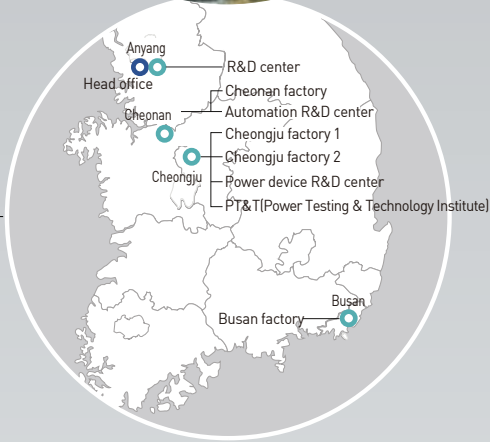 Anyang
R&D center
Head office
Cheonan factory
Cheonan
Automation R&D center
Cheongju factory 1
Cheongju factory 2
Cheongju
Power device R&D center
PT&T(Power Testing & Technology Institute)
Busan
Busan factory